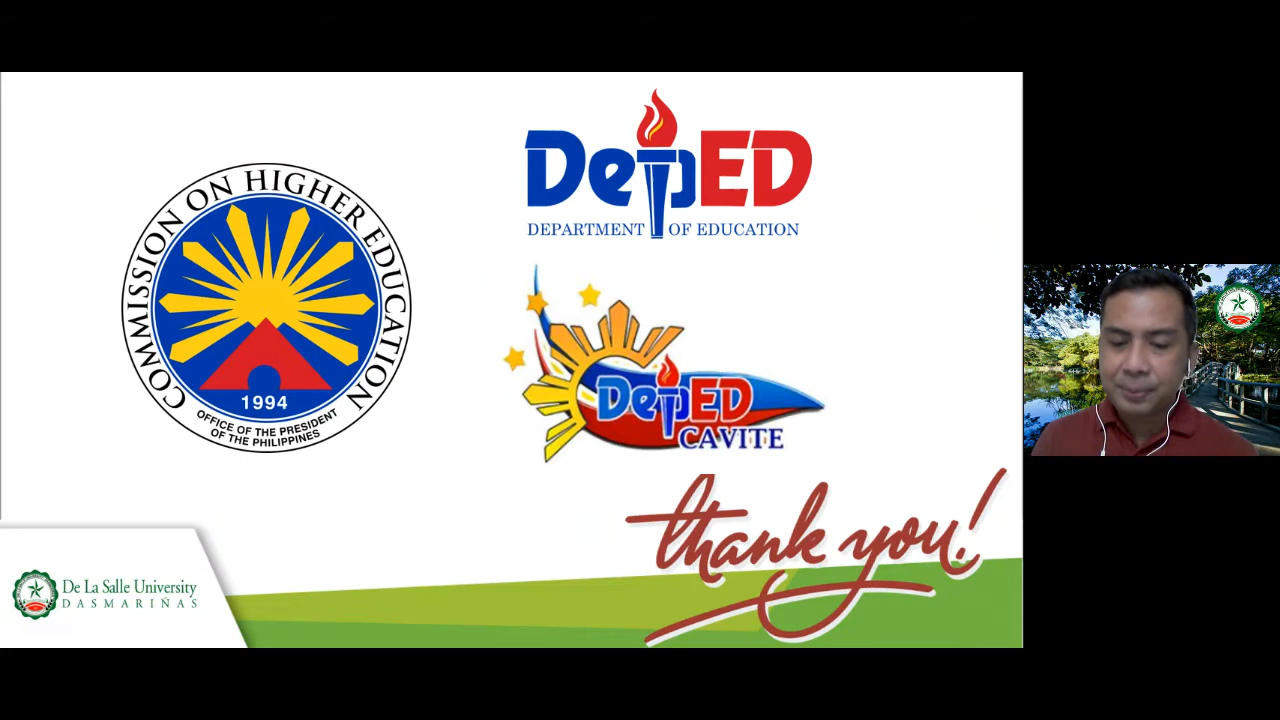 COMMISSION ON HIGHER EDUCATION
1994
OFFICE OF THE PRESIDENT
OF THE PHILIPPINES
DepED
DEPARTMENT OF EDUCATION
DepED
CAVITE
thank you!
De La Salle University
DASMARIÑAS